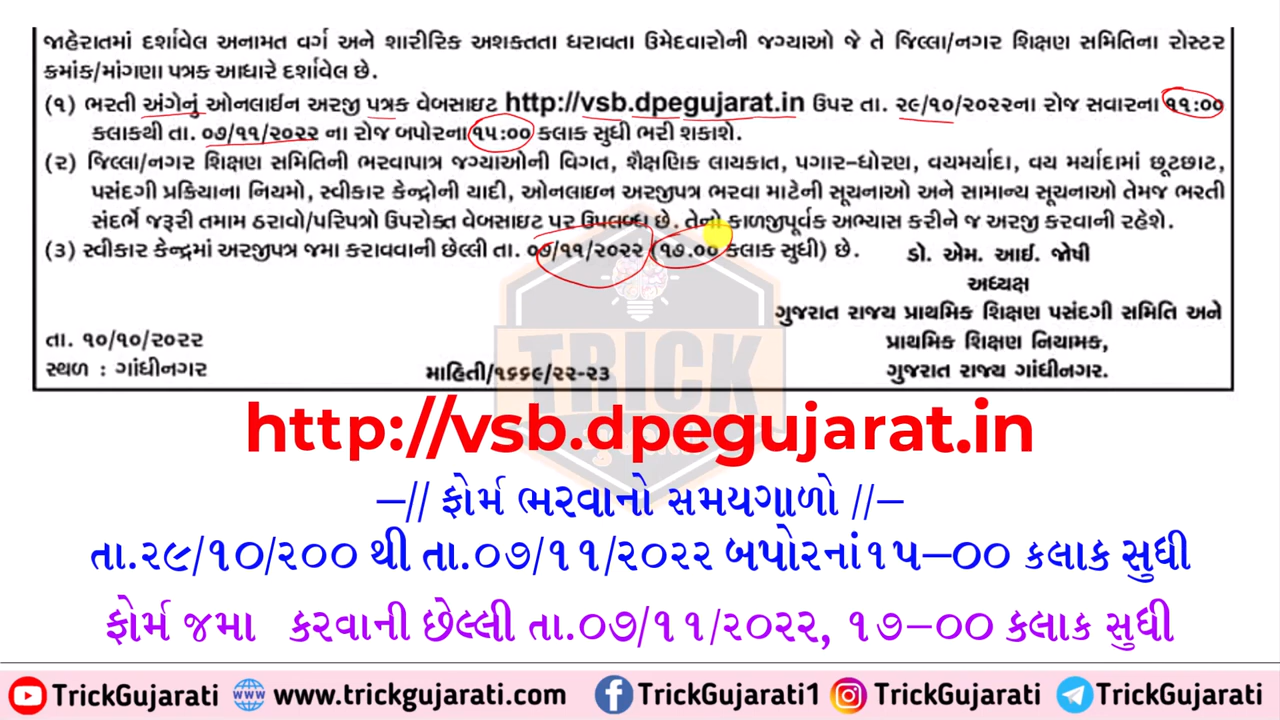 જાહેરાતમાં દર્શાવેલ અનામત વર્ગ અને શારીરિક અશક્તતા ધરાવતા ઉમેદવારોની જગ્યાઓ જે તે જિલ્લા/નગર શિક્ષણ સમિતિના રોસ્ટર
ક્રમાંક/માંગણા પત્રક આધારે દર્શાવેલ છે.
(૧) ભરતી અંગેનું ઓનલાઈન અરજી પત્રક વેબસાઇટ http://vsb.dpegujarat.in ઉપર તા. ૨૯/૧૦/૨૦૨૨ના રોજ સવારના ૧૧:૦૦
કલાકથી તા. ૦૭/૧૧/૨૦૨૨ ના રોજ બપોરના ૧૫:૦૦ કલાક સુધી ભરી શકાશે.
(૨) જિલ્લા/નગર શિક્ષણ સમિતિની ભરવાપાત્ર જગ્યાઓની વિગત, શૈક્ષણિક લાયકાત, પગાર-ધોરણ, વયમર્યાદા, વય મર્યાદામાં છૂટછાટ,
પસંદગી પ્રક્રિયાના નિયમો, સ્વીકાર કેન્દ્રોની યાદી, ઓનલાઇન અરજીપત્ર ભરવા માટેની સૂચનાઓ અને સામાન્ય સૂચનાઓ તેમજ ભરતી
સંદર્ભે જરૂરી તમામ ઠરાવો/પરિપત્રો ઉપરોક્ત વેબસાઇટ પર ઉપલબ્ધ છે. તેનો કાળજીપૂર્વક અભ્યાસ કરીને જ અરજી કરવાની રહેશે.
(૩) સ્વીકાર કેન્દ્રમાં અરજીપત્ર જમા કરાવવાની છેલ્લી તા. ૦૭/૧૧/૨૦૨૨ (૧૭.૦૦ કલાક સુધી) છે.
ડો. એમ. આઈ. જોષી
અધ્યક્ષ
ગુજરાત રાજ્ય પ્રાથમિક શિક્ષણ પસંદગી સમિતિ અને
તા. ૧૦/૧૦/૨૦૨૨
પ્રાથમિક શિક્ષણ નિયામક,
સ્થળ : ગાંધીનગર
માહિતી/૧૬૬૯/૨૨-૨૩
ગુજરાત રાજ્ય ગાંધીનગર.
TRICK
http://vsb.dpegujarat.in
–// ફોર્મ ભરવાનો સમયગાળો //–
તા.૨૯/૧૦/૨૦૦ થી તા.૦૭/૧૧/૨૦૨૨ બપોરનાં૧૫–૦૦ કલાક સુધી
ફોર્મ જમા કરવાની છેલ્લી તા.૦૭/૧૧/૨૦૨૨, ૧૭–૦૦ કલાક સુધી
TrickGujarati www.trickgujarati.com TrickGujarati1 TrickGujarati TrickGujarati